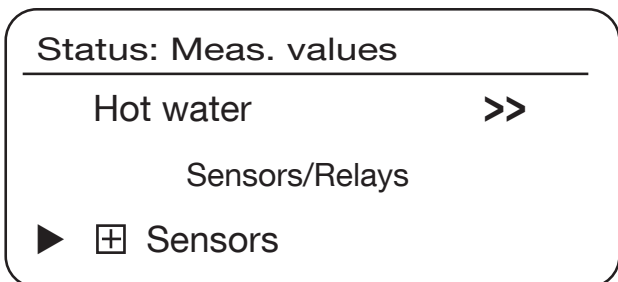 Status: Meas. values
Hot water >>
Sensors/Relays
▶ ⊞ Sensors